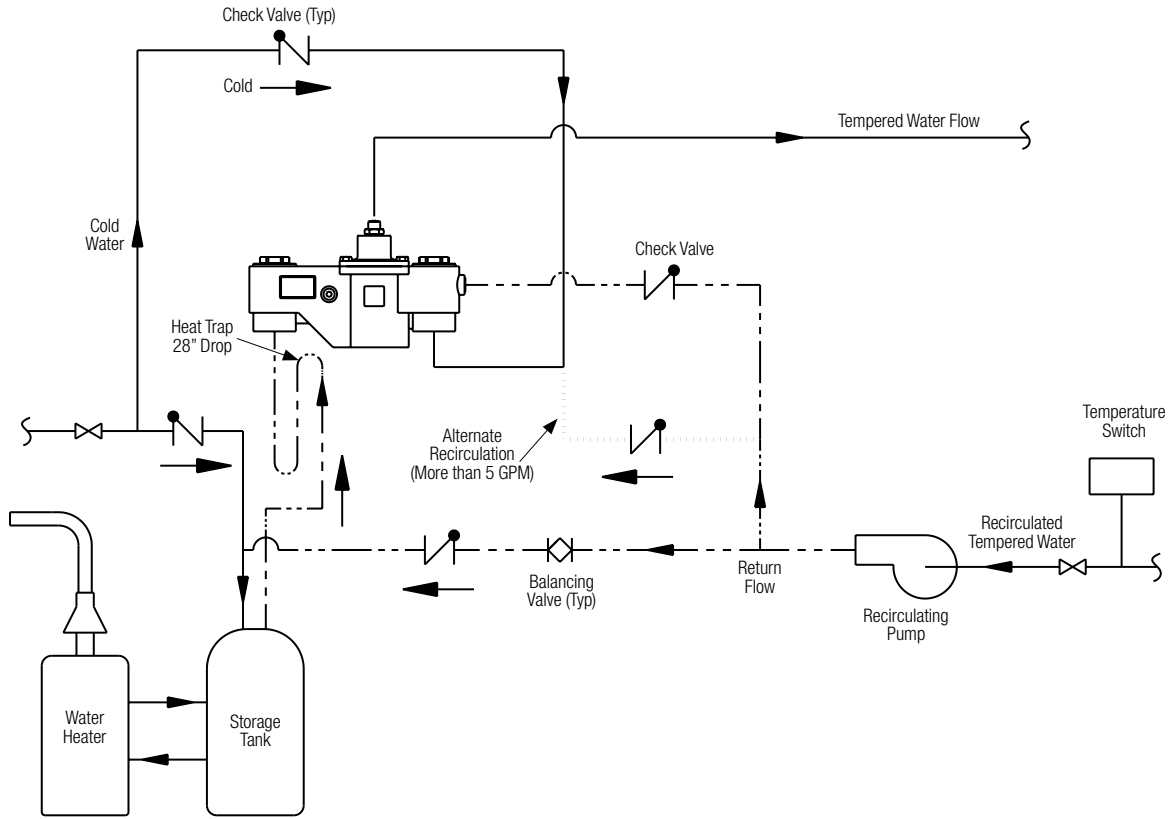 Check Valve (Typ)
Cold
Tempered Water Flow
Cold
Water
Check Valve
Heat Trap
28" Drop
Temperature
Switch
Alternate
Recirculation
(More than 5 GPM)
Recirculated
Tempered Water
Balancing
Valve (Typ)
Return
Flow
Recirculating
Pump
Water
Heater
Storage
Tank